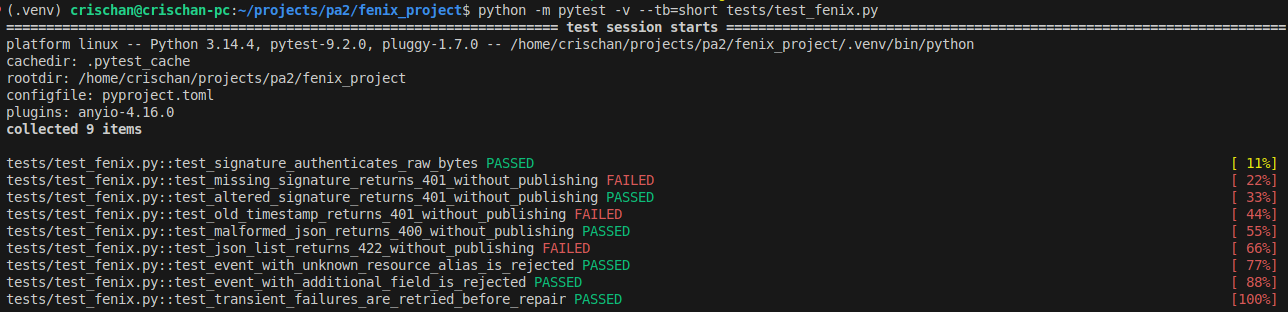 (.venv) crischan@crischan-pc:~/projects/pa2/fenix_project$ python -m pytest -v --tb=short tests/test_fenix.py
=================================================================== test session starts ====================================================================
platform linux -- Python 3.14.4, pytest-9.2.0, pluggy-1.7.0 -- /home/crischan/projects/pa2/fenix_project/.venv/bin/python
cachedir: .pytest_cache
rootdir: /home/crischan/projects/pa2/fenix_project
configfile: pyproject.toml
plugins: anyio-4.16.0
collected 9 items
tests/test_fenix.py::test_signature_authenticates_raw_bytes PASSED [ 11%]
tests/test_fenix.py::test_missing_signature_returns_401_without_publishing FAILED [ 22%]
tests/test_fenix.py::test_altered_signature_returns_401_without_publishing PASSED [ 33%]
tests/test_fenix.py::test_old_timestamp_returns_401_without_publishing FAILED [ 44%]
tests/test_fenix.py::test_malformed_json_returns_400_without_publishing PASSED [ 55%]
tests/test_fenix.py::test_json_list_returns_422_without_publishing FAILED [ 66%]
tests/test_fenix.py::test_event_with_unknown_resource_alias_is_rejected PASSED [ 77%]
tests/test_fenix.py::test_event_with_additional_field_is_rejected PASSED [ 88%]
tests/test_fenix.py::test_transient_failures_are_retried_before_repair PASSED [100%]